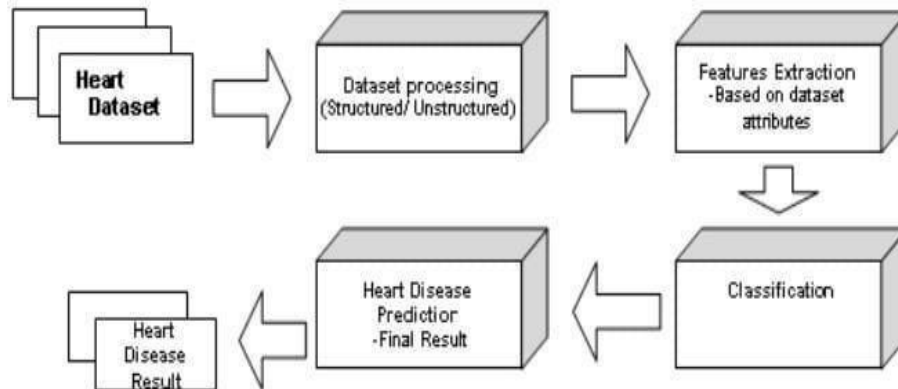 Heart
Dataset
Dataset processing
(Structured/ Unstructured)
Features Extraction
-Based on dataset
attributes
Classification
Heart Disease
Prediction
-Final Result
Heart
Disease
Result